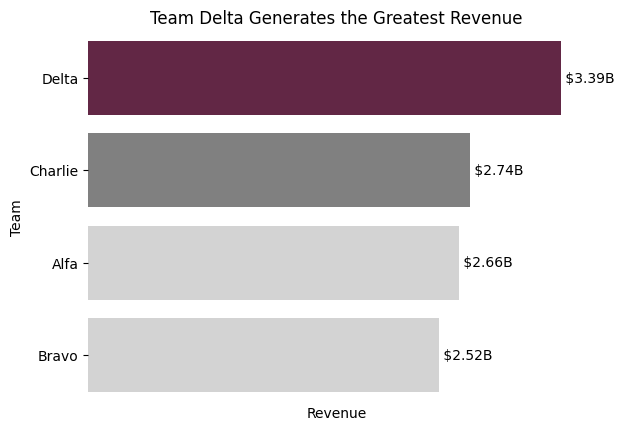 Team Delta Generates the Greatest Revenue
Delta
$3.39B
Charlie
$2.74B
Team
Alfa
$2.66B
Bravo
$2.52B
Revenue